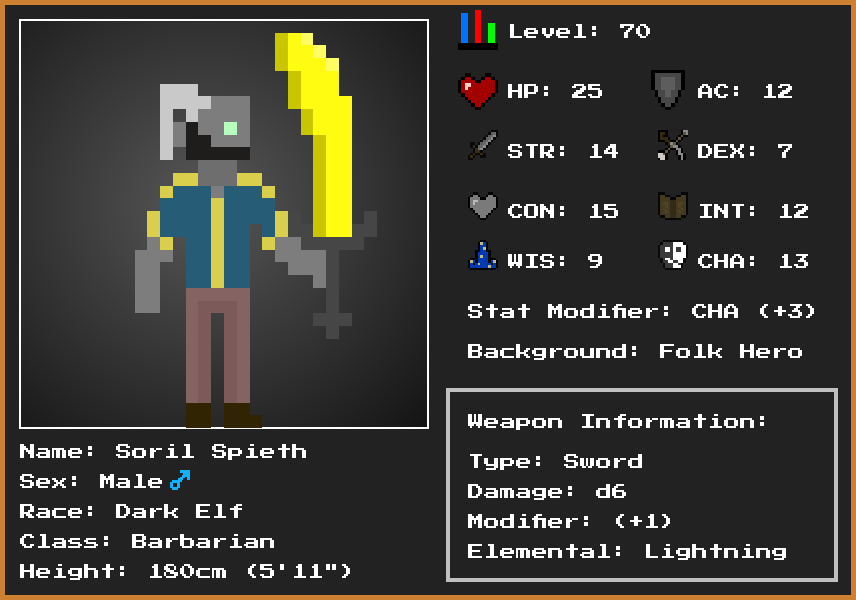 Level: 70
HP: 25
AC: 12
STR: 14
DEX: 7
CON: 15
INT: 12
WIS: 9
CHA: 13
Stat Modifier: CHA (+3)
Background: Folk Hero
Name: Soril Spieth
Sex: Male♂
Race: Dark Elf
Class: Barbarian
Height: 180cm (5'11")
Weapon Information:
Type: Sword
Damage: d6
Modifier: (+1)
Elemental: Lightning